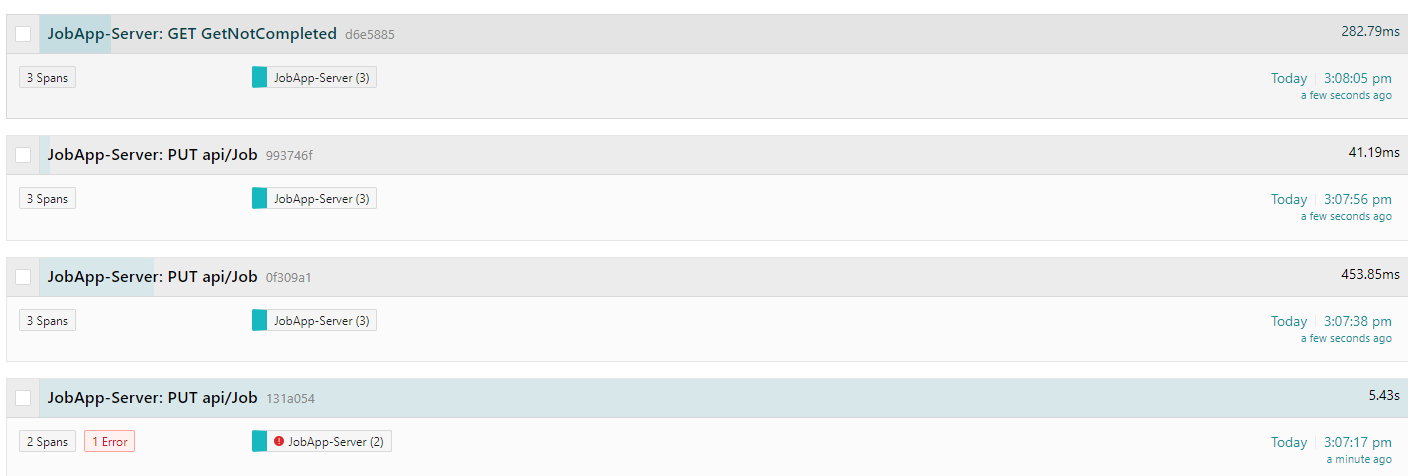 JobApp-Server: GET GetNotCompleted d6e5885 282.79ms
3 Spans JobApp-Server (3) Today 3:08:05 pm
a few seconds ago
JobApp-Server: PUT api/Job 993746f 41.19ms
3 Spans JobApp-Server (3) Today 3:07:56 pm
a few seconds ago
JobApp-Server: PUT api/Job 0f309a1 453.85ms
3 Spans JobApp-Server (3) Today 3:07:38 pm
a few seconds ago
JobApp-Server: PUT api/Job 131a054 5.43s
2 Spans 1 Error JobApp-Server (2) Today 3:07:17 pm
a minute ago